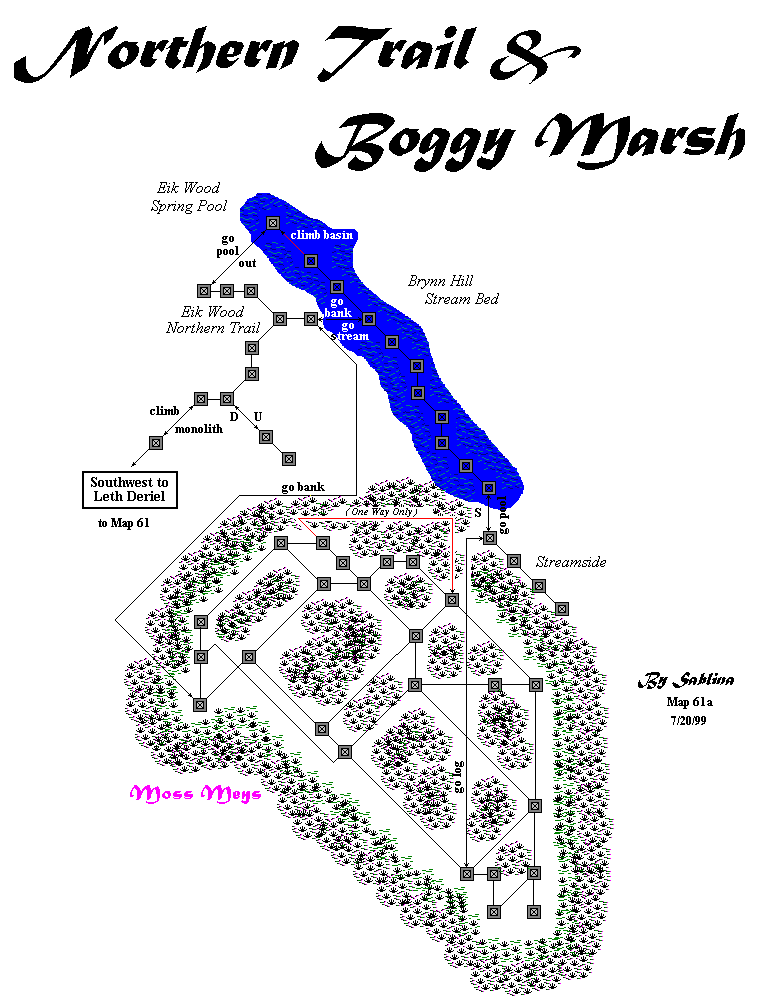 Northern Trail &
Boggy Marsh
Eik Wood
Spring Pool
go
pool
out
climb basin
Brynn Hill
Stream Bed
go
bank
go
stream
Eik Wood
Northern Trail
climb
monolith
D
U
Southwest to
Leth Deriel
to Map 61
go bank
(One Way Only)
S
go pool
Streamside
By Sablina
Map 61a
7/20/99
go log
Moss Meys